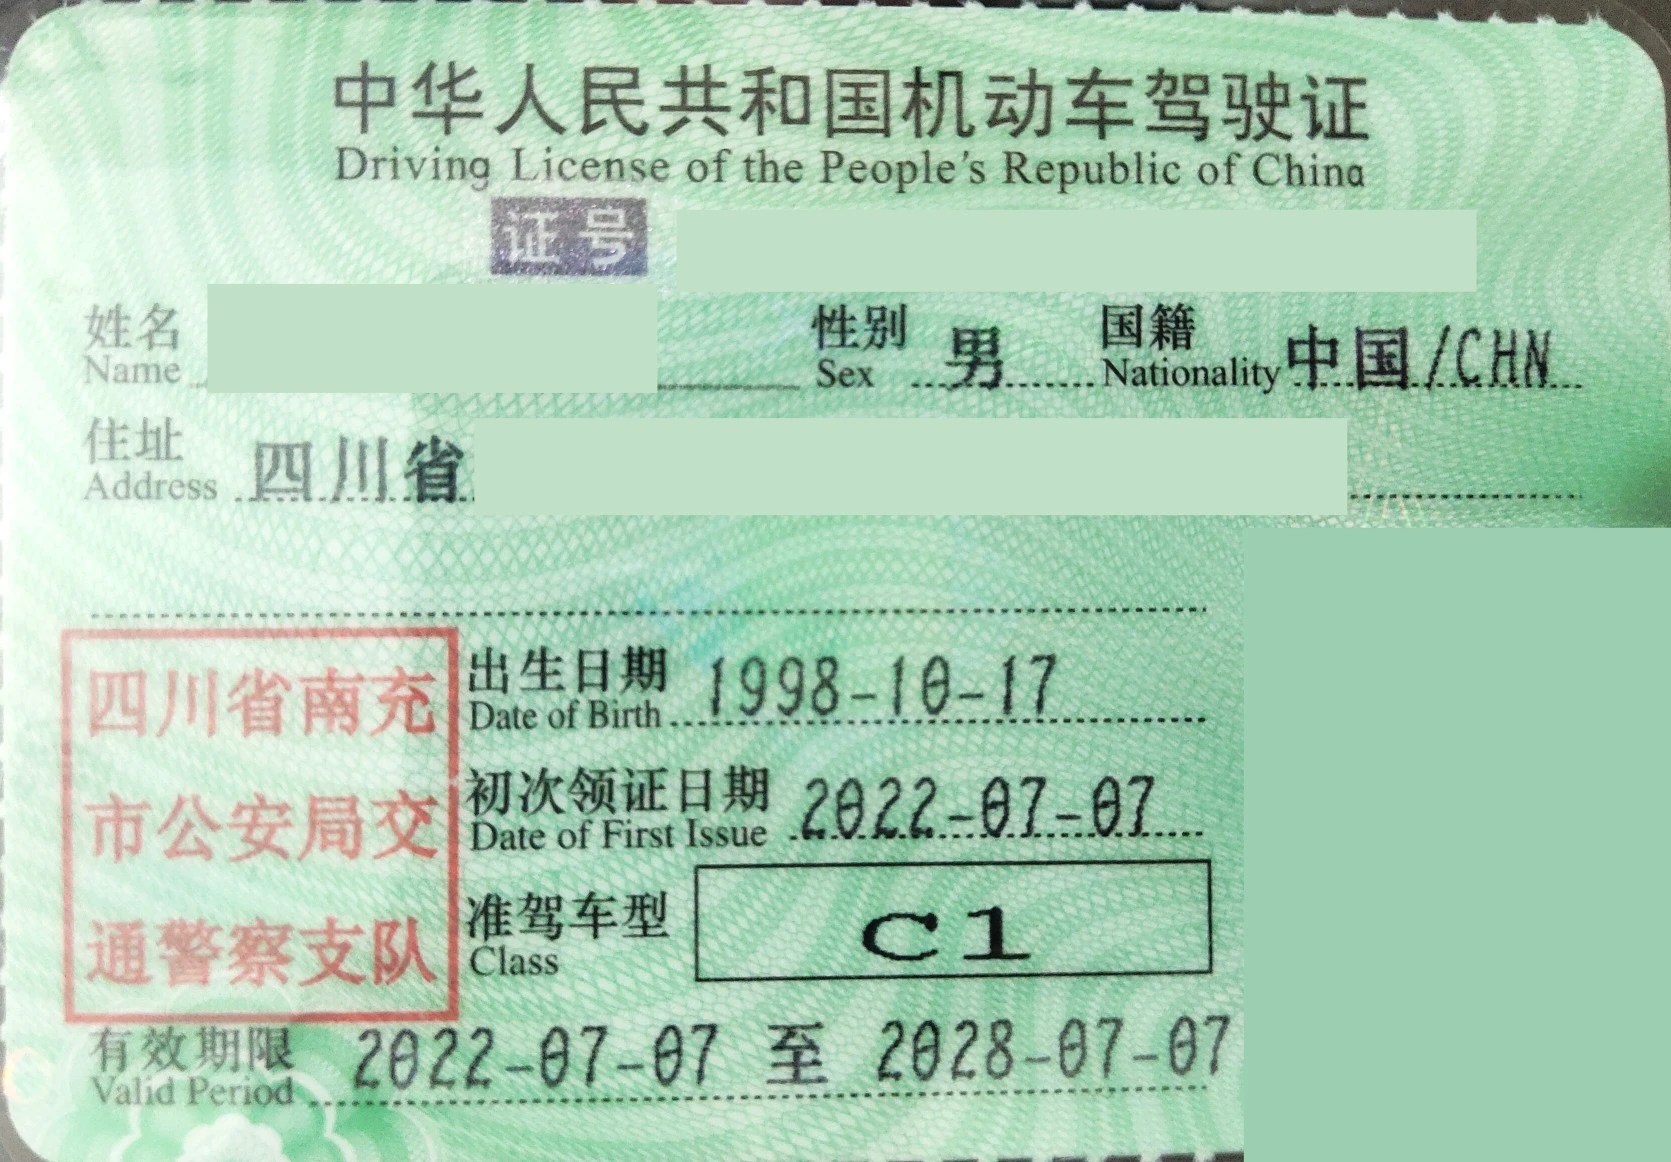 中华人民共和国机动车驾驶证
Driving License of the People's Republic of China
证号
姓名 性别 男 国籍 中国/CHN
Name Sex Nationality
住址 四川省
Address
四川省南充
市公安局交
通警察支队
出生日期 1998-10-17
Date of Birth
初次领证日期 2022-07-07
Date of First Issue
准驾车型 C1
Class
有效期限 2022-07-07 至 2028-07-07
Valid Period